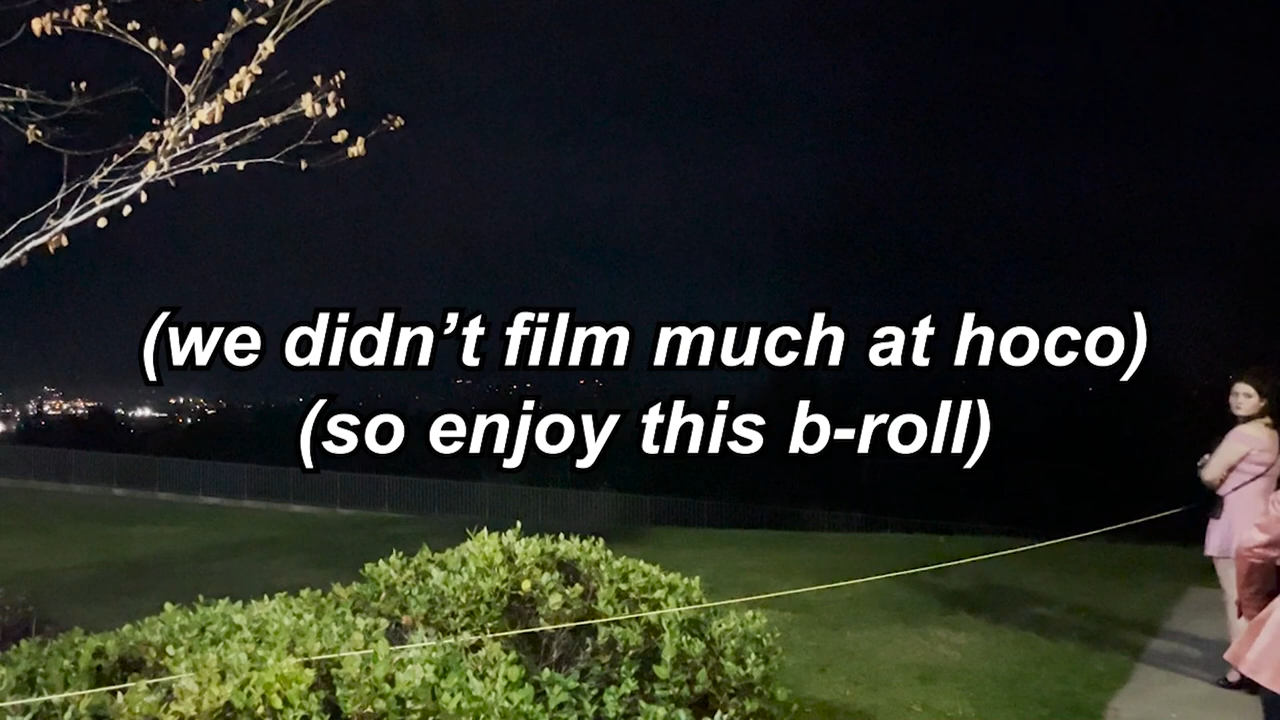 (we didn’t film much at hoco)
(so enjoy this b-roll)